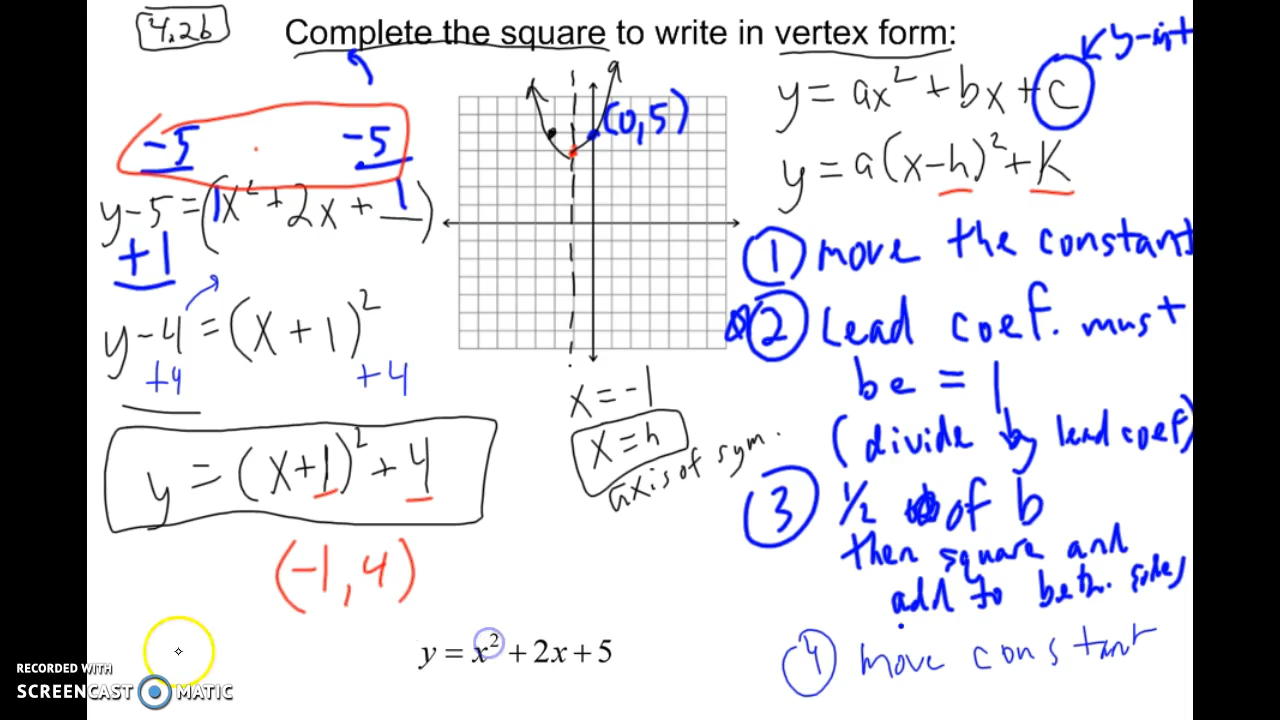 4.2b
Complete the square to write in vertex form:
y-int
y = ax² + bx + c
(0,5)
-5 -5
y = a(x-h)² + k
y-5 = (1x² + 2x + 1)
+1
① move the constant
② Lead coef. must
be = 1
(divide by lead coef)
y-4 = (x+1)²
+4 +4
x = -1
x = h
axis of sym.
y = (x+1)² + 4
(-1, 4)
③ 1/2 of b
then square and
add to both sides
④ move constant
y = x² + 2x + 5
RECORDED WITH
SCREENCAST MATIC